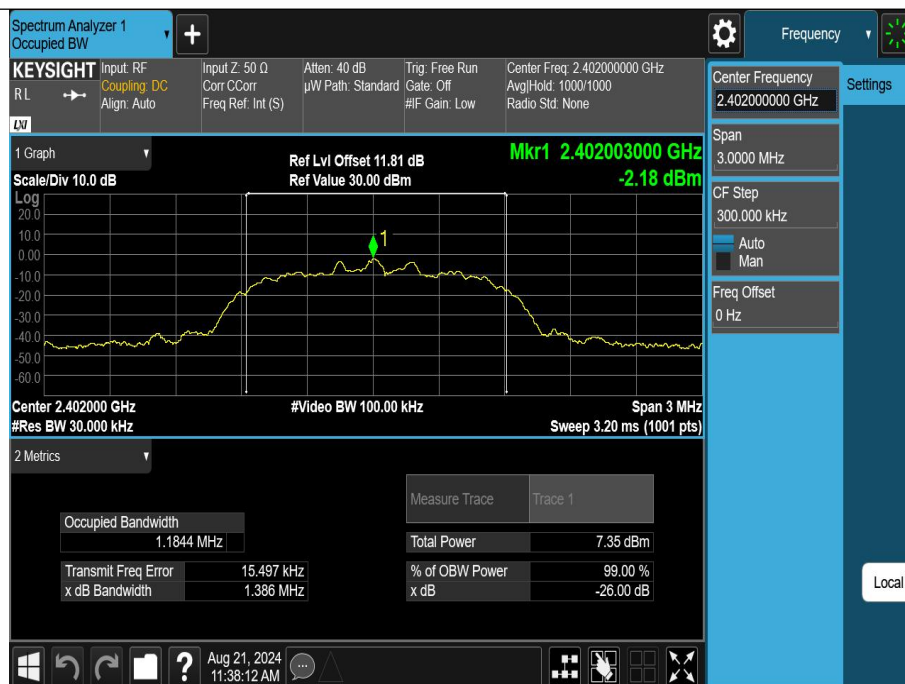 Spectrum Analyzer 1
Occupied BW
+
Frequency
KEYSIGHT
RL
LXI
Input: RF
Coupling: DC
Align: Auto
Input Z: 50 Ω
Corr CCorr
Freq Ref: Int (S)
Atten: 40 dB
µW Path: Standard
Trig: Free Run
Gate: Off
#IF Gain: Low
Center Freq: 2.402000000 GHz
Avg|Hold: 1000/1000
Radio Std: None
Center Frequency
2.402000000 GHz
Settings
Span
3.0000 MHz
CF Step
300.000 kHz
Auto
Man
Freq Offset
0 Hz
Local
1 Graph
Scale/Div 10.0 dB
Ref Lvl Offset 11.81 dB
Ref Value 30.00 dBm
Mkr1 2.402003000 GHz
-2.18 dBm
Log
20.0
10.0
0.00
-10.0
-20.0
-30.0
-40.0
-50.0
-60.0
1
Center 2.402000 GHz
#Res BW 30.000 kHz
#Video BW 100.00 kHz
Span 3 MHz
Sweep 3.20 ms (1001 pts)
2 Metrics
Measure Trace Trace 1
Occupied Bandwidth
1.1844 MHz
Total Power 7.35 dBm
Transmit Freq Error 15.497 kHz
% of OBW Power 99.00 %
x dB Bandwidth 1.386 MHz
x dB -26.00 dB
?
Aug 21, 2024
11:38:12 AM